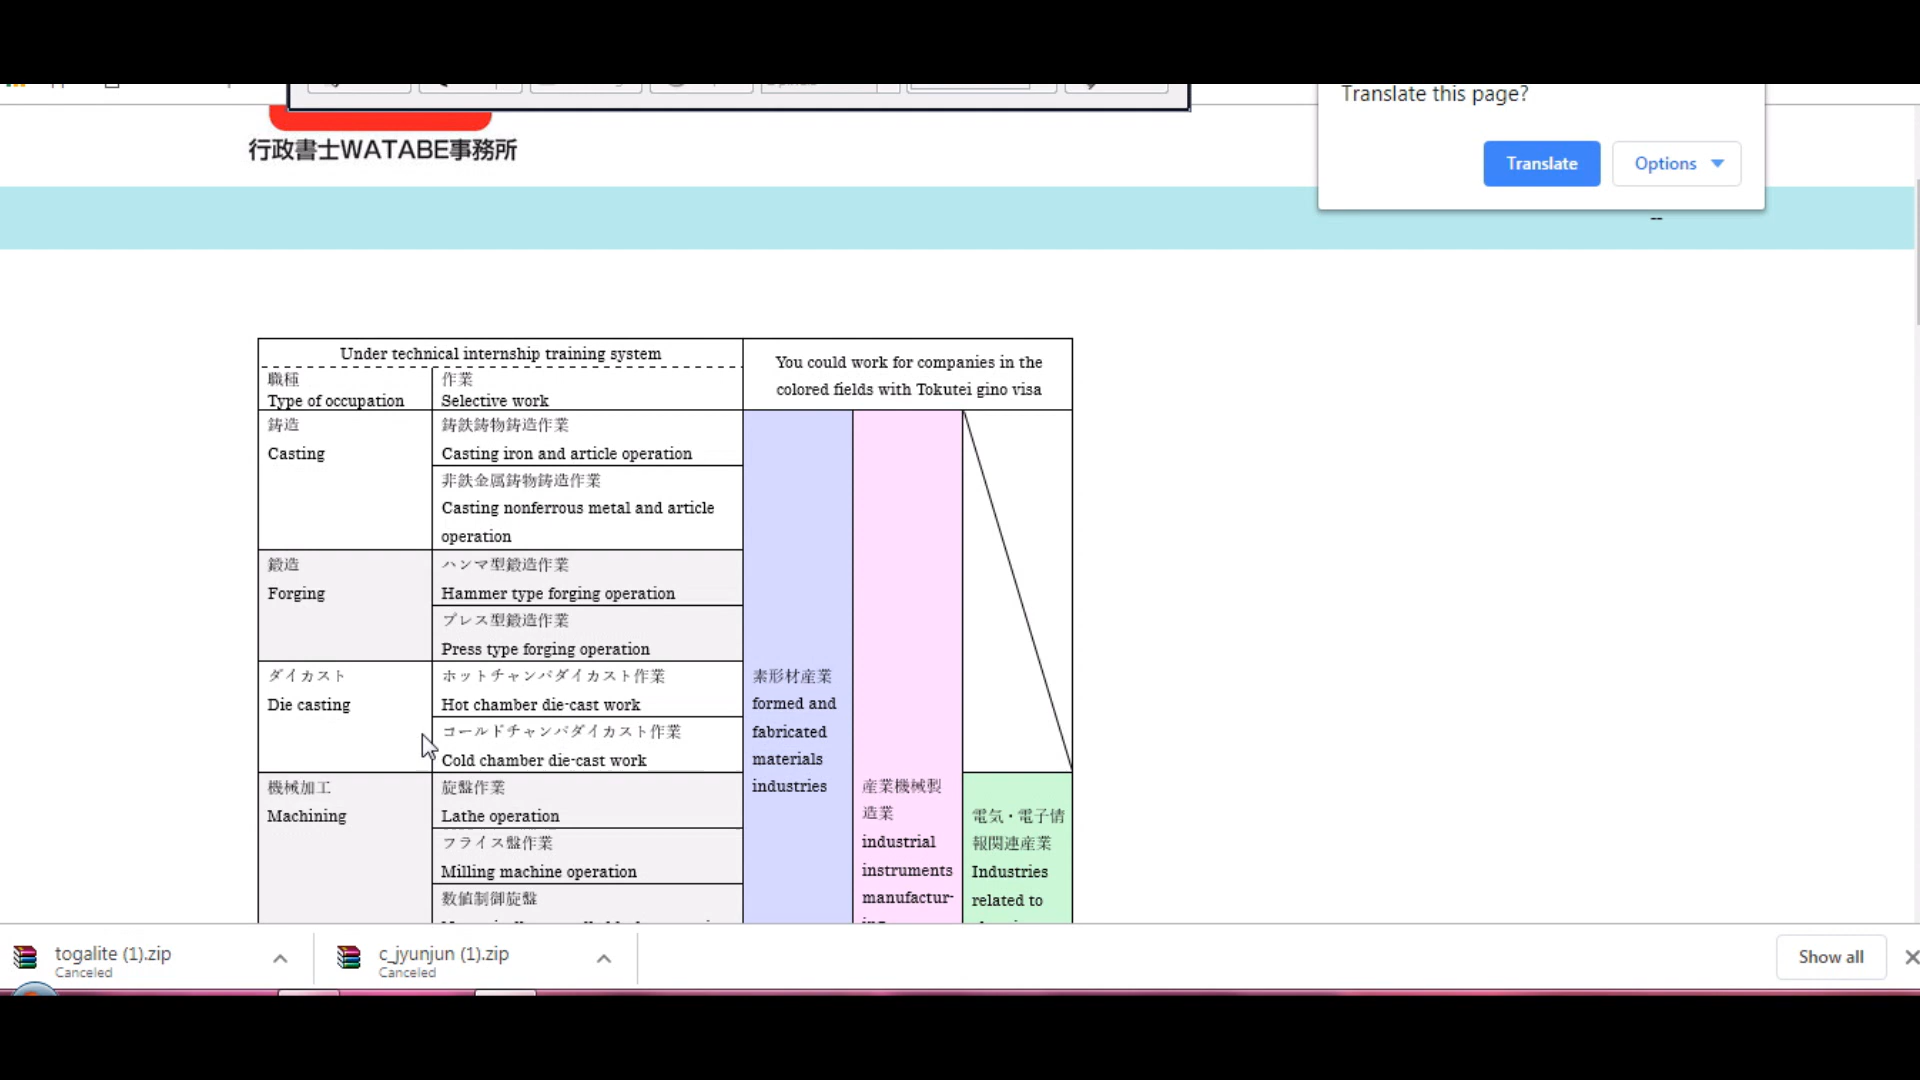 Translate this page?
Translate
Options
行政書士WATABE事務所
--
Under technical internship training system
You could work for companies in the
colored fields with Tokutei gino visa
職種
Type of occupation
作業
Selective work
鋳造
Casting
鋳鉄鋳物鋳造作業
Casting iron and article operation
非鉄金属鋳物鋳造作業
Casting nonferrous metal and article
operation
鍛造
Forging
ハンマ型鍛造作業
Hammer type forging operation
プレス型鍛造作業
Press type forging operation
ダイカスト
Die casting
ホットチャンバダイカスト作業
Hot chamber die-cast work
コールドチャンバダイカスト作業
Cold chamber die-cast work
機械加工
Machining
旋盤作業
Lathe operation
フライス盤作業
Milling machine operation
数値制御旋盤
素形材産業
formed and
fabricated
materials
industries
産業機械製
造業
industrial
instruments
manufactur-
電気・電子情
報関連産業
Industries
related to
togalite (1).zip
Canceled
c_jyunjun (1).zip
Canceled
Show all